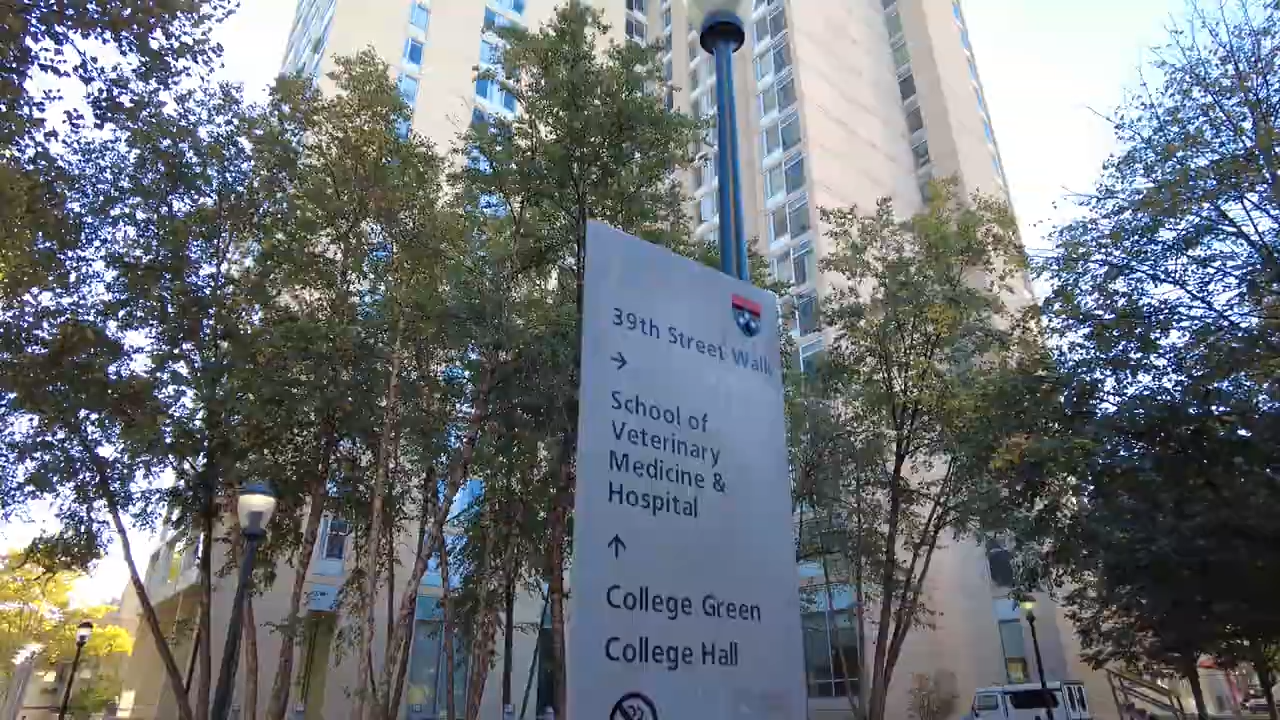 39th Street Walk
→
School of
Veterinary
Medicine &
Hospital
↑
College Green
College Hall